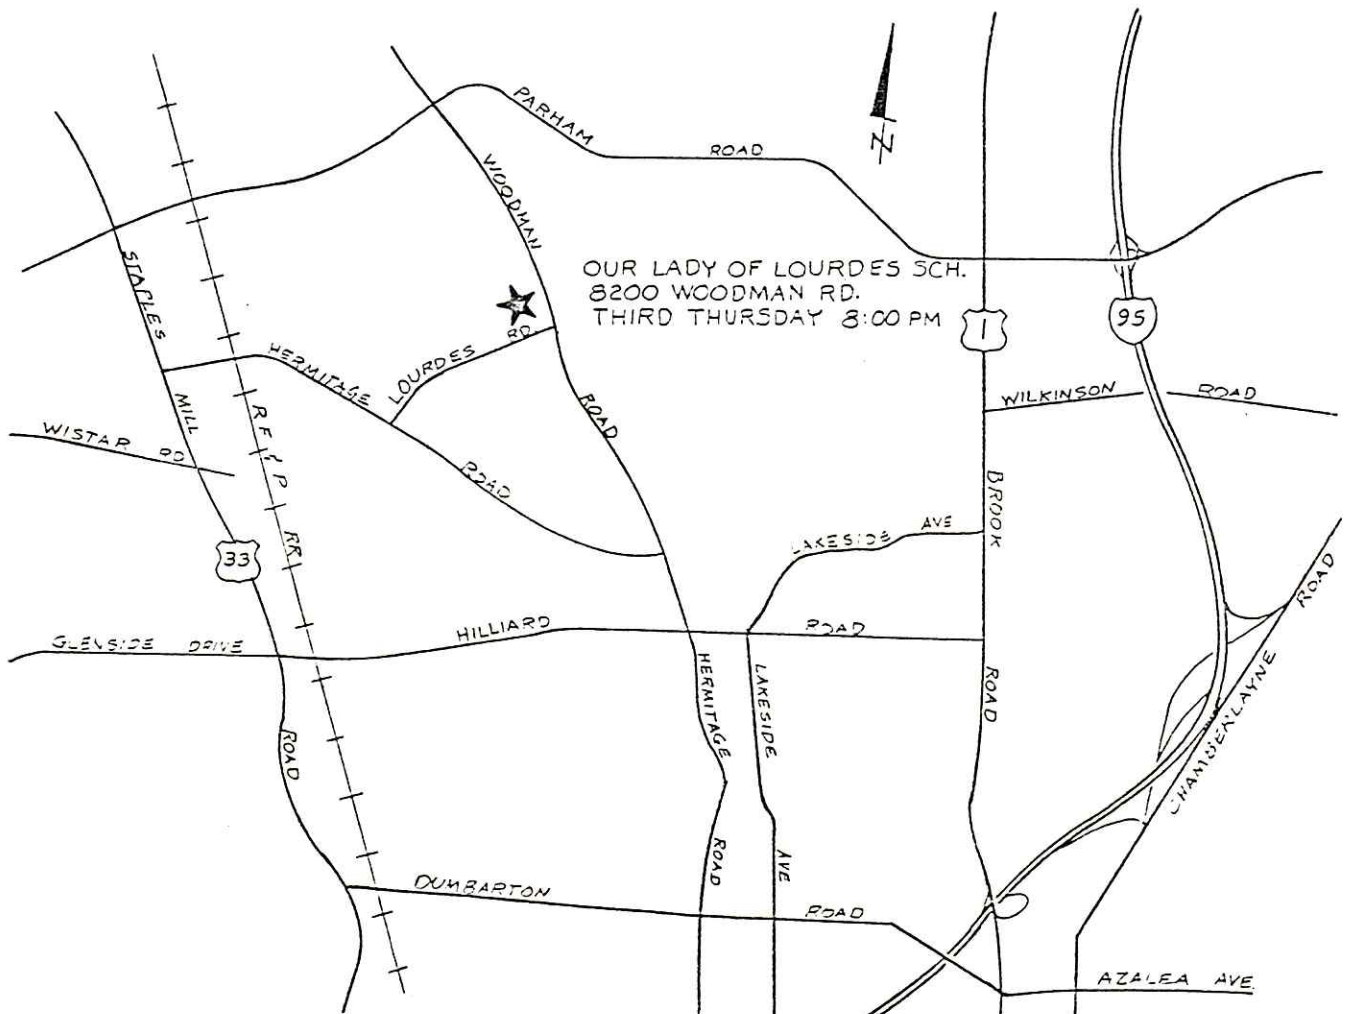 PARHAM ROAD
WOODMAN ROAD
N
STAPLES MILL ROAD
OUR LADY OF LOURDES SCH.
8200 WOODMAN RD.
THIRD THURSDAY 8:00 PM
1
95
HERMITAGE ROAD
LOURDES RD.
WISTAR RD
RF & P RR
WILKINSON ROAD
33
BROOK ROAD
LAKESIDE AVE
GLENSIDE DRIVE
HILLIARD ROAD
HERMITAGE ROAD
LAKESIDE AVE
CHAMBERLAYNE ROAD
DUMBARTON ROAD
AZALEA AVE.